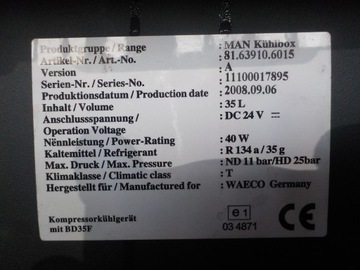 Produktgruppe / Range : MAN Kühlbox
Artikel-Nr. / Art.-No. : 81.63910.6015
Version : A
Serien-Nr. / Series-No. : 11100017895
Produktionsdatum / Production date : 2008.09.06
Inhalt / Volume : 35 L
Anschlussspannung /
Operation Voltage : DC 24 V
Nennleistung / Power-Rating : 40 W
Kältemittel / Refrigerant : R 134 a / 35 g
Max. Druck / Max. Pressure : ND 11 bar/HD 25bar
Klimaklasse / Climatic class : T
Hergestellt für / Manufactured for : WAECO Germany
Kompressorkühlgerät
mit BD35F
e1
03 4871
CE